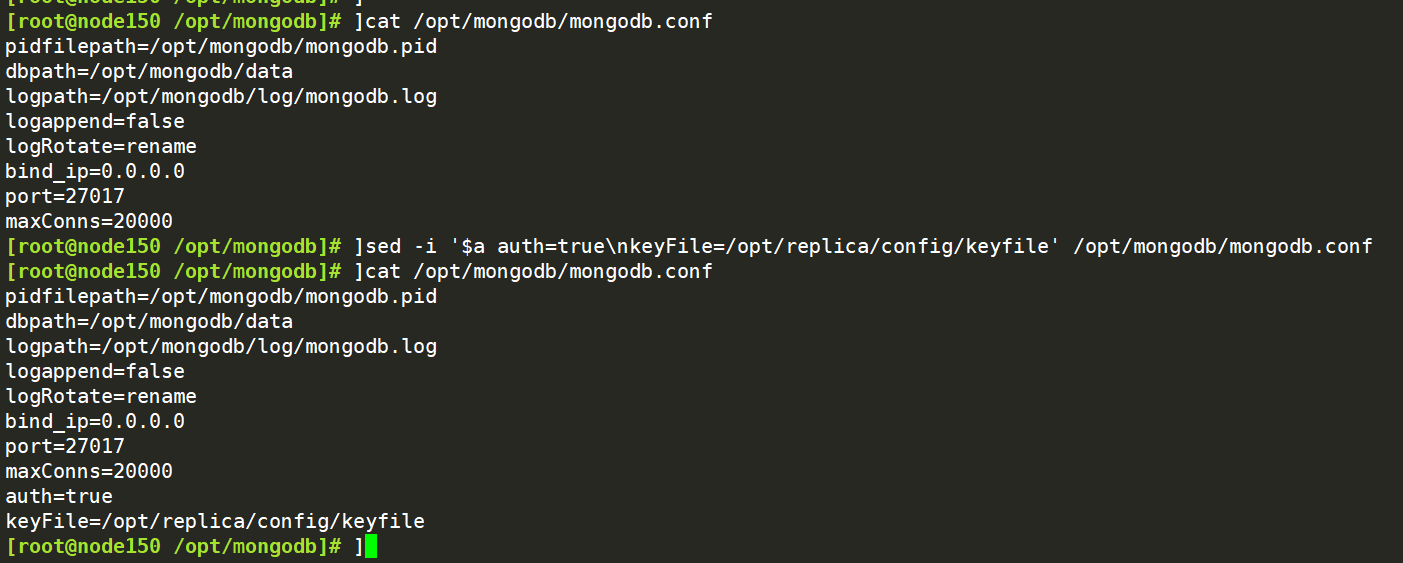 [root@node150 /opt/mongodb]# ]
[root@node150 /opt/mongodb]# ]cat /opt/mongodb/mongodb.conf
pidfilepath=/opt/mongodb/mongodb.pid
dbpath=/opt/mongodb/data
logpath=/opt/mongodb/log/mongodb.log
logappend=false
logRotate=rename
bind_ip=0.0.0.0
port=27017
maxConns=20000
[root@node150 /opt/mongodb]# ]sed -i '$a auth=true\nkeyFile=/opt/replica/config/keyfile' /opt/mongodb/mongodb.conf
[root@node150 /opt/mongodb]# ]cat /opt/mongodb/mongodb.conf
pidfilepath=/opt/mongodb/mongodb.pid
dbpath=/opt/mongodb/data
logpath=/opt/mongodb/log/mongodb.log
logappend=false
logRotate=rename
bind_ip=0.0.0.0
port=27017
maxConns=20000
auth=true
keyFile=/opt/replica/config/keyfile
[root@node150 /opt/mongodb]# ]